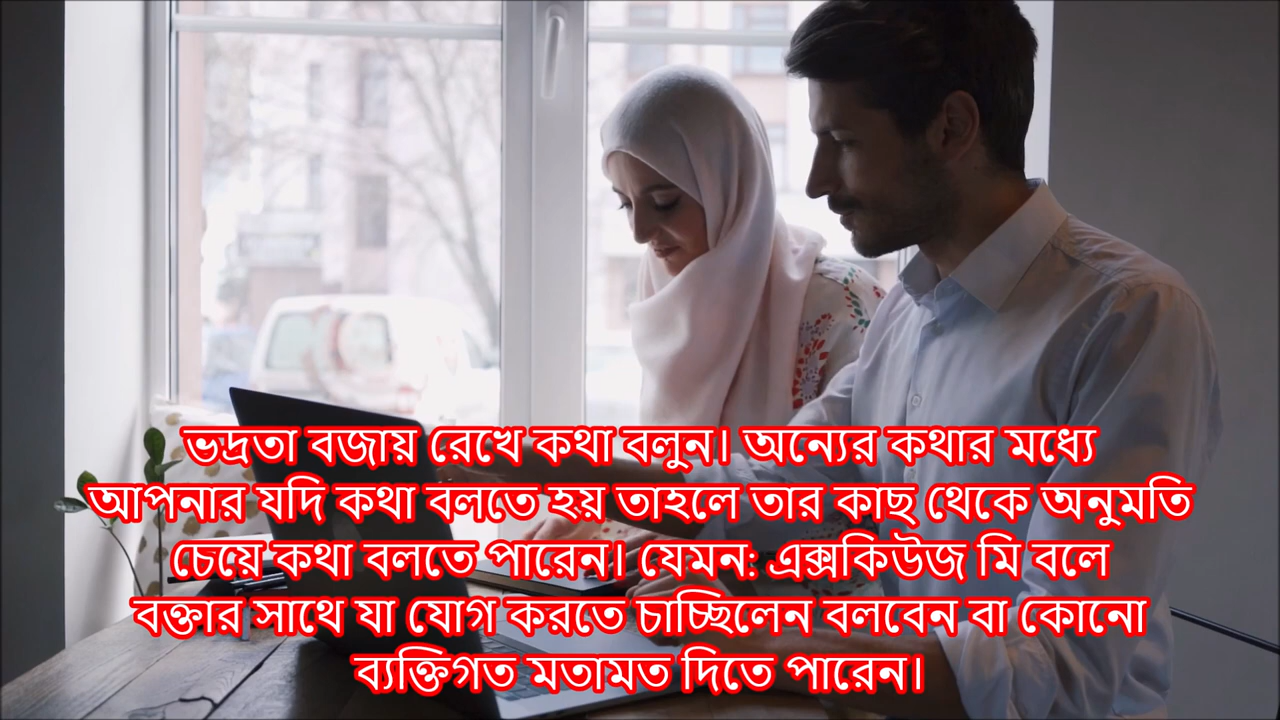 ভদ্রতা বজায় রেখে কথা বলুন। অন্যের কথার মধ্যে
আপনার যদি কথা বলতে হয় তাহলে তার কাছ থেকে অনুমতি
চেয়ে কথা বলতে পারেন। যেমন: এক্সকিউজ মি বলে
বক্তার সাথে যা যোগ করতে চাচ্ছিলেন বলবেন বা কোনো
ব্যক্তিগত মতামত দিতে পারেন।